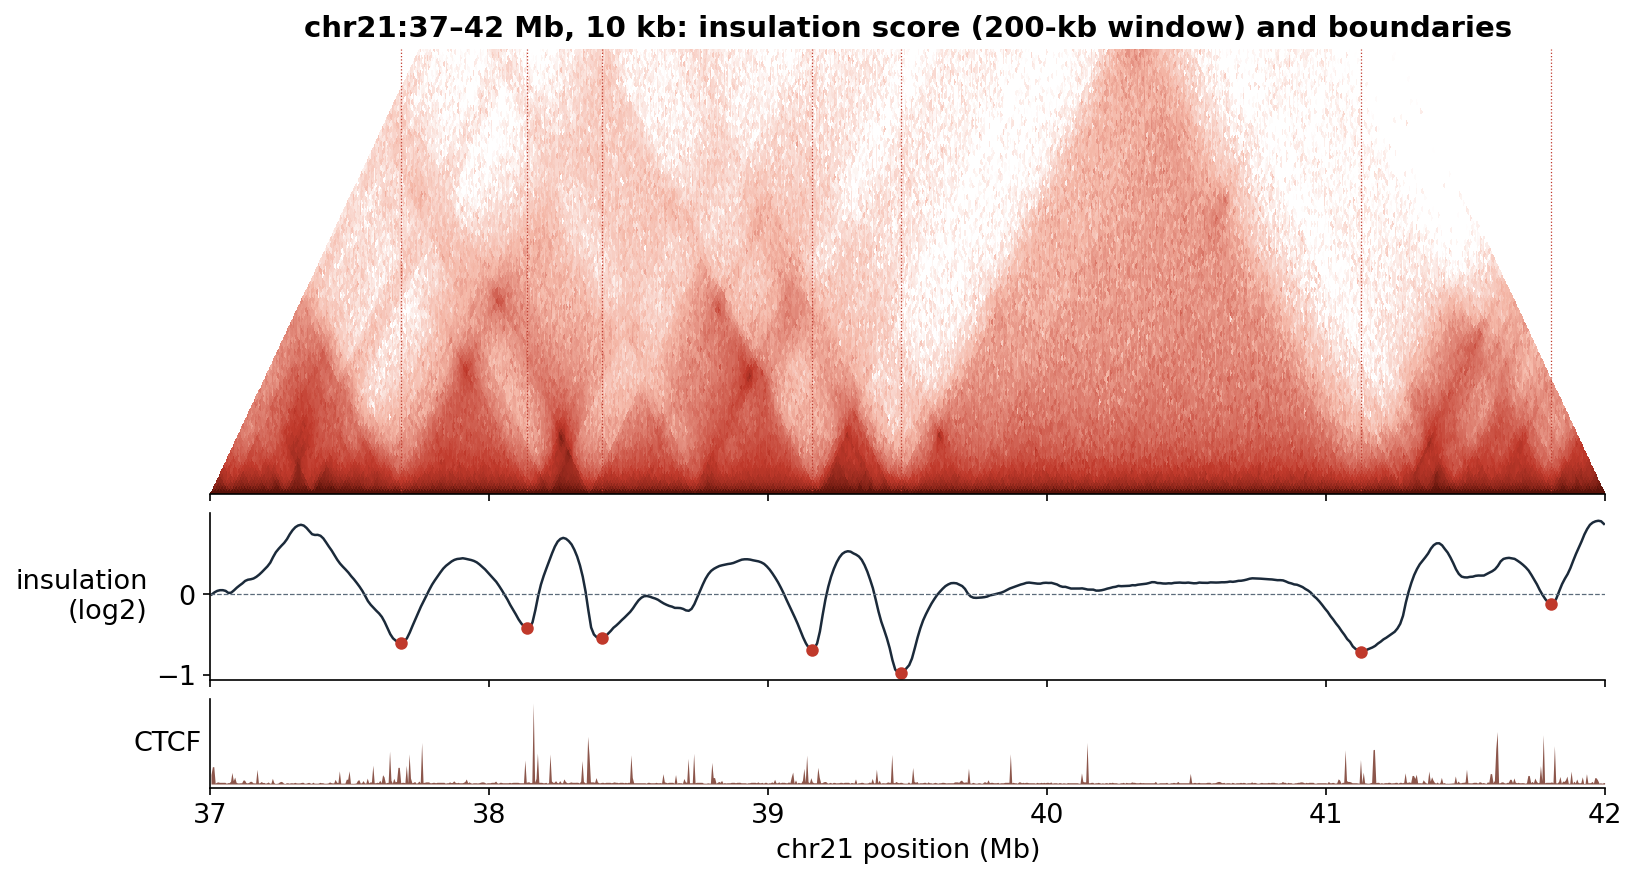 chr21:37–42 Mb, 10 kb: insulation score (200-kb window) and boundaries
insulation
(log2)
0
−1
CTCF
37 38 39 40 41 42
chr21 position (Mb)